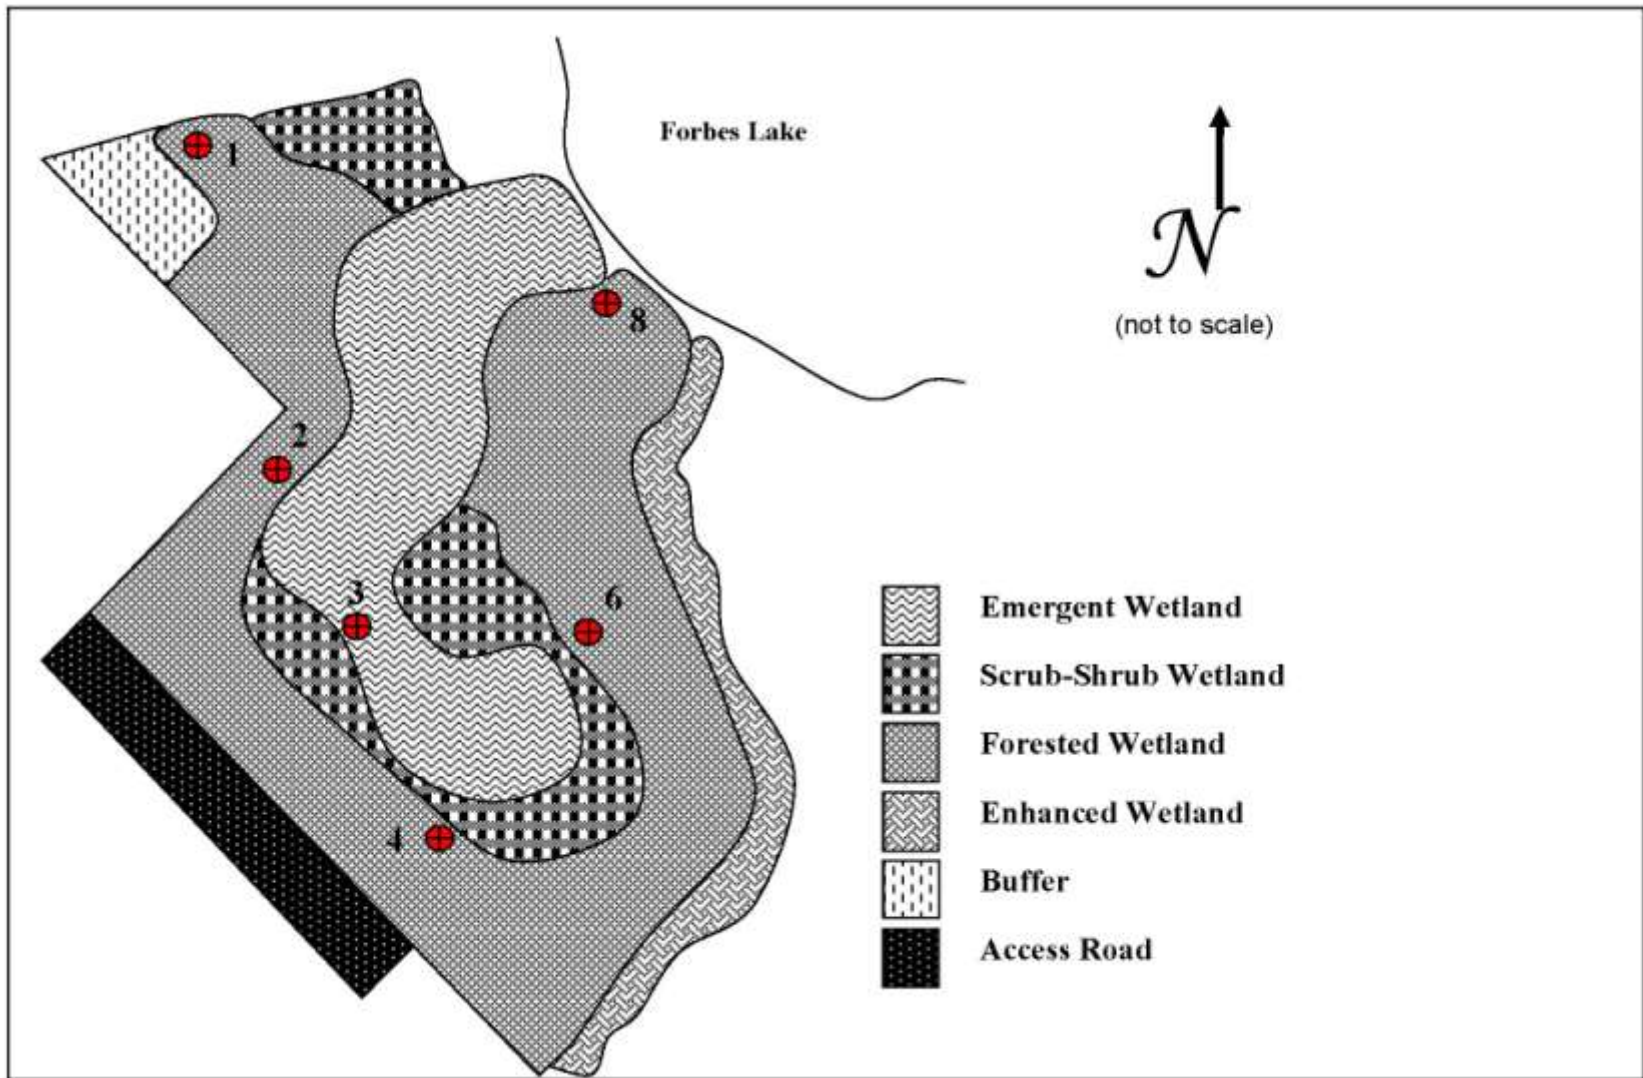 Forbes Lake
1
N
8
(not to scale)
2
3
6
4
Emergent Wetland
Scrub-Shrub Wetland
Forested Wetland
Enhanced Wetland
Buffer
Access Road